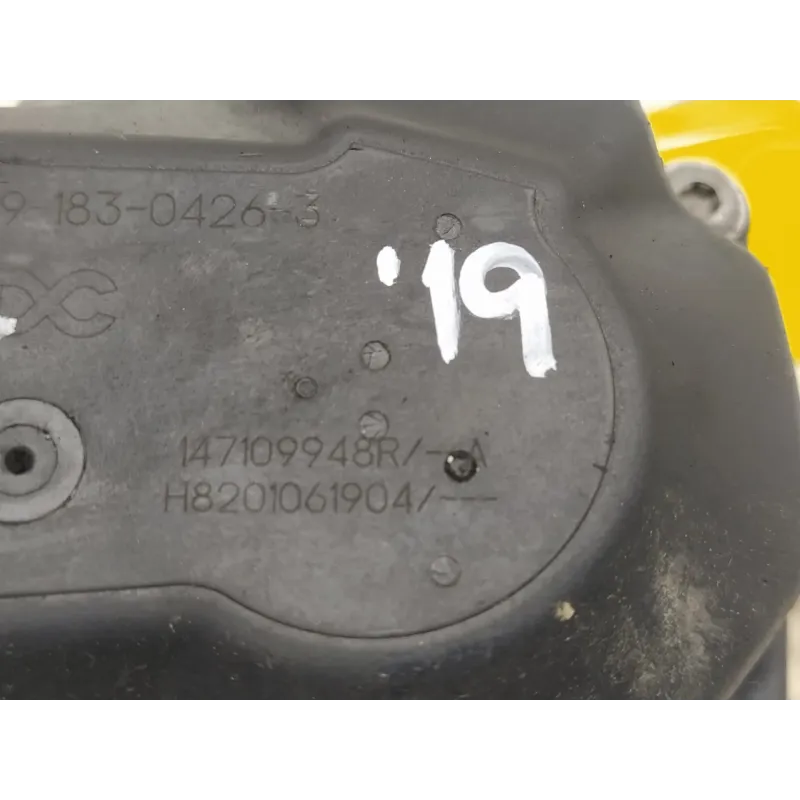 9-183-0426-3
'19
147109948R/--A
H8201061904/---